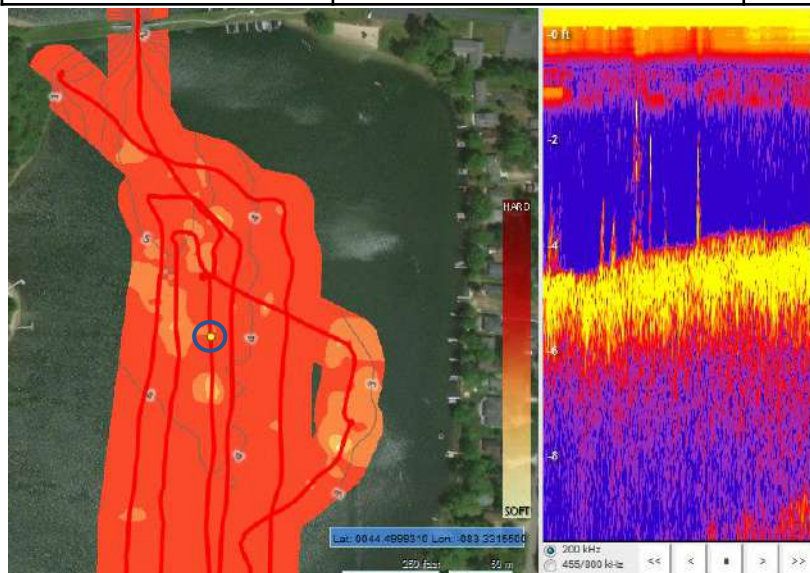 -0 ft
-2
HARD
-4
-6
-8
SOFT
Lat: 0044.4999310 Lon: -083.3315500
250 feet
50 m
200 kHz
455/800 kHz
<<
<
>
>>